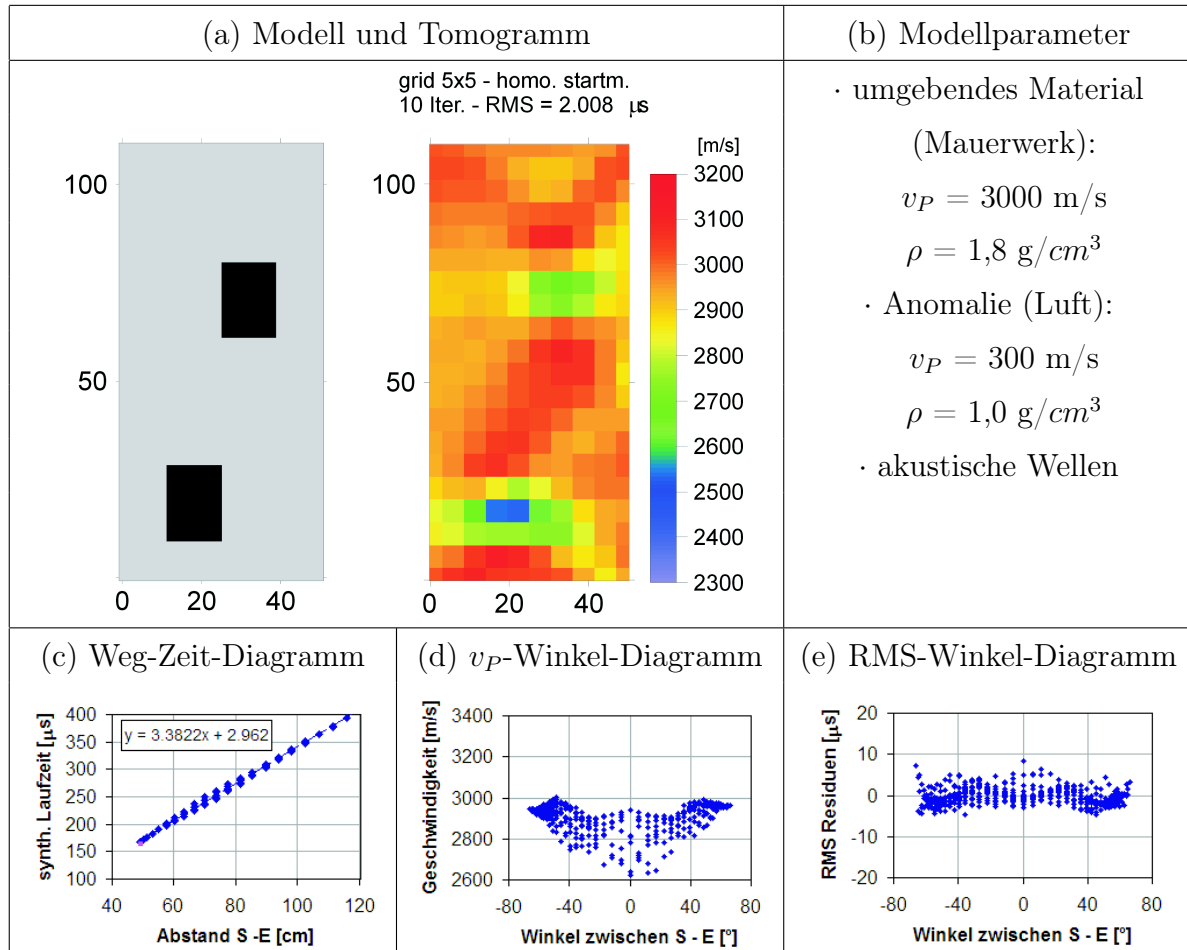 (a) Modell und Tomogramm
(b) Modellparameter
grid 5x5 - homo. startm.
10 Iter. - RMS = 2.008 µs
[m/s]
100
50
0 20 40
100
50
0 20 40
3200
3100
3000
2900
2800
2700
2600
2500
2400
2300
· umgebendes Material
(Mauerwerk):
v_P = 3000 m/s
ρ = 1,8 g/cm³
· Anomalie (Luft):
v_P = 300 m/s
ρ = 1,0 g/cm³
· akustische Wellen
(c) Weg-Zeit-Diagramm
synth. Laufzeit [µs]
400
350
300
250
200
150
100
y = 3.3822x + 2.962
40 60 80 100 120
Abstand S -E [cm]
(d) v_P-Winkel-Diagramm
Geschwindigkeit [m/s]
3400
3200
3000
2800
2600
-80 -40 0 40 80
Winkel zwischen S - E [°]
(e) RMS-Winkel-Diagramm
RMS Residuen [µs]
20
10
0
-10
-20
-80 -40 0 40 80
Winkel zwischen S - E [°]